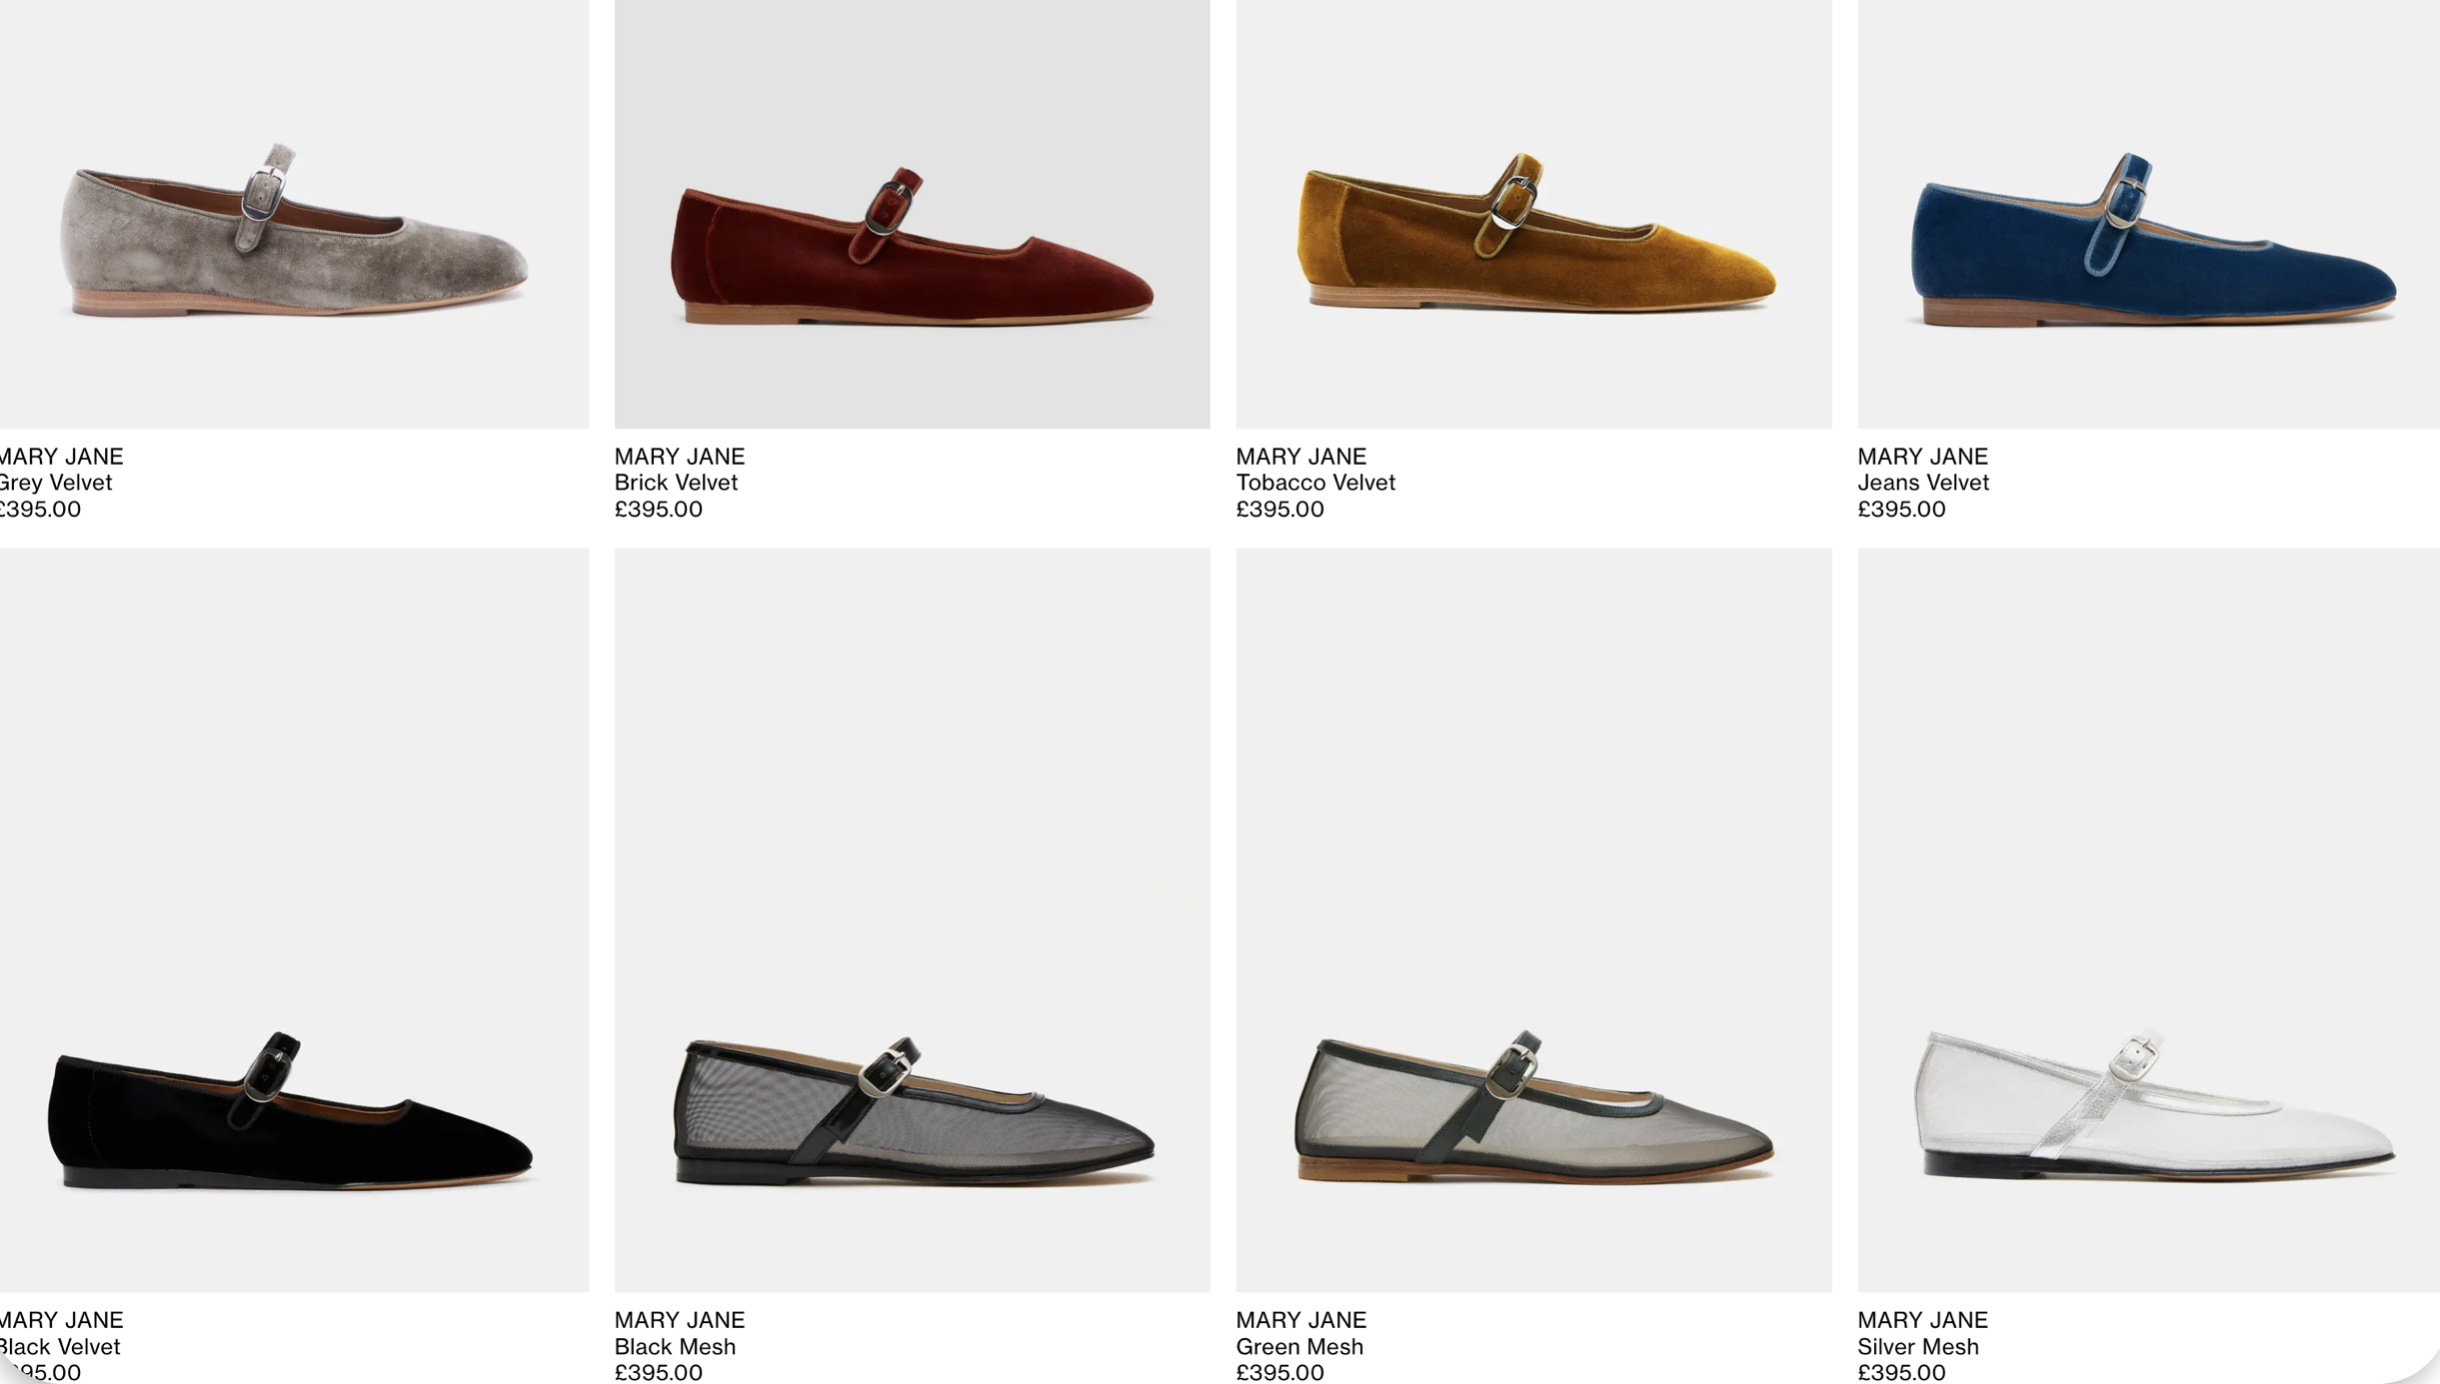 MARY JANE
Grey Velvet
£395.00
MARY JANE
Brick Velvet
£395.00
MARY JANE
Tobacco Velvet
£395.00
MARY JANE
Jeans Velvet
£395.00
MARY JANE
Black Velvet
95.00
MARY JANE
Black Mesh
£395.00
MARY JANE
Green Mesh
£395.00
MARY JANE
Silver Mesh
£395.00